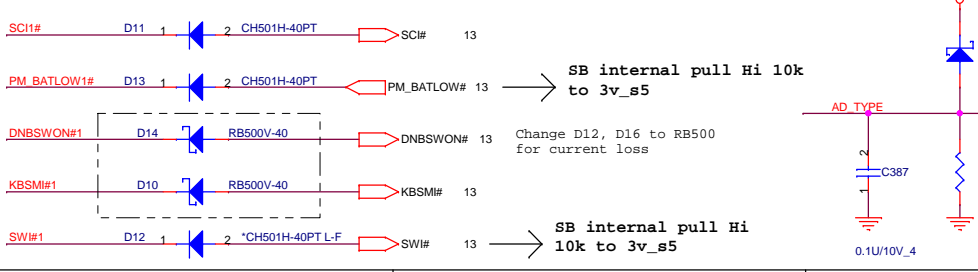 SCI1# D11 1 2 CH501H-40PT SCI# 13
PM_BATLOW1# D13 1 2 CH501H-40PT PM_BATLOW# 13
SB internal pull Hi 10k
to 3v_s5
DNBSWON#1 D14 RB500V-40 DNBSWON# 13
Change D12, D16 to RB500
for current loss
KBSMI#1 D10 RB500V-40 KBSMI# 13
SWI#1 D12 1 2 *CH501H-40PT L-F SWI# 13
SB internal pull Hi
10k to 3v_s5
AD_TYPE
2
C387
1
0.1U/10V_4